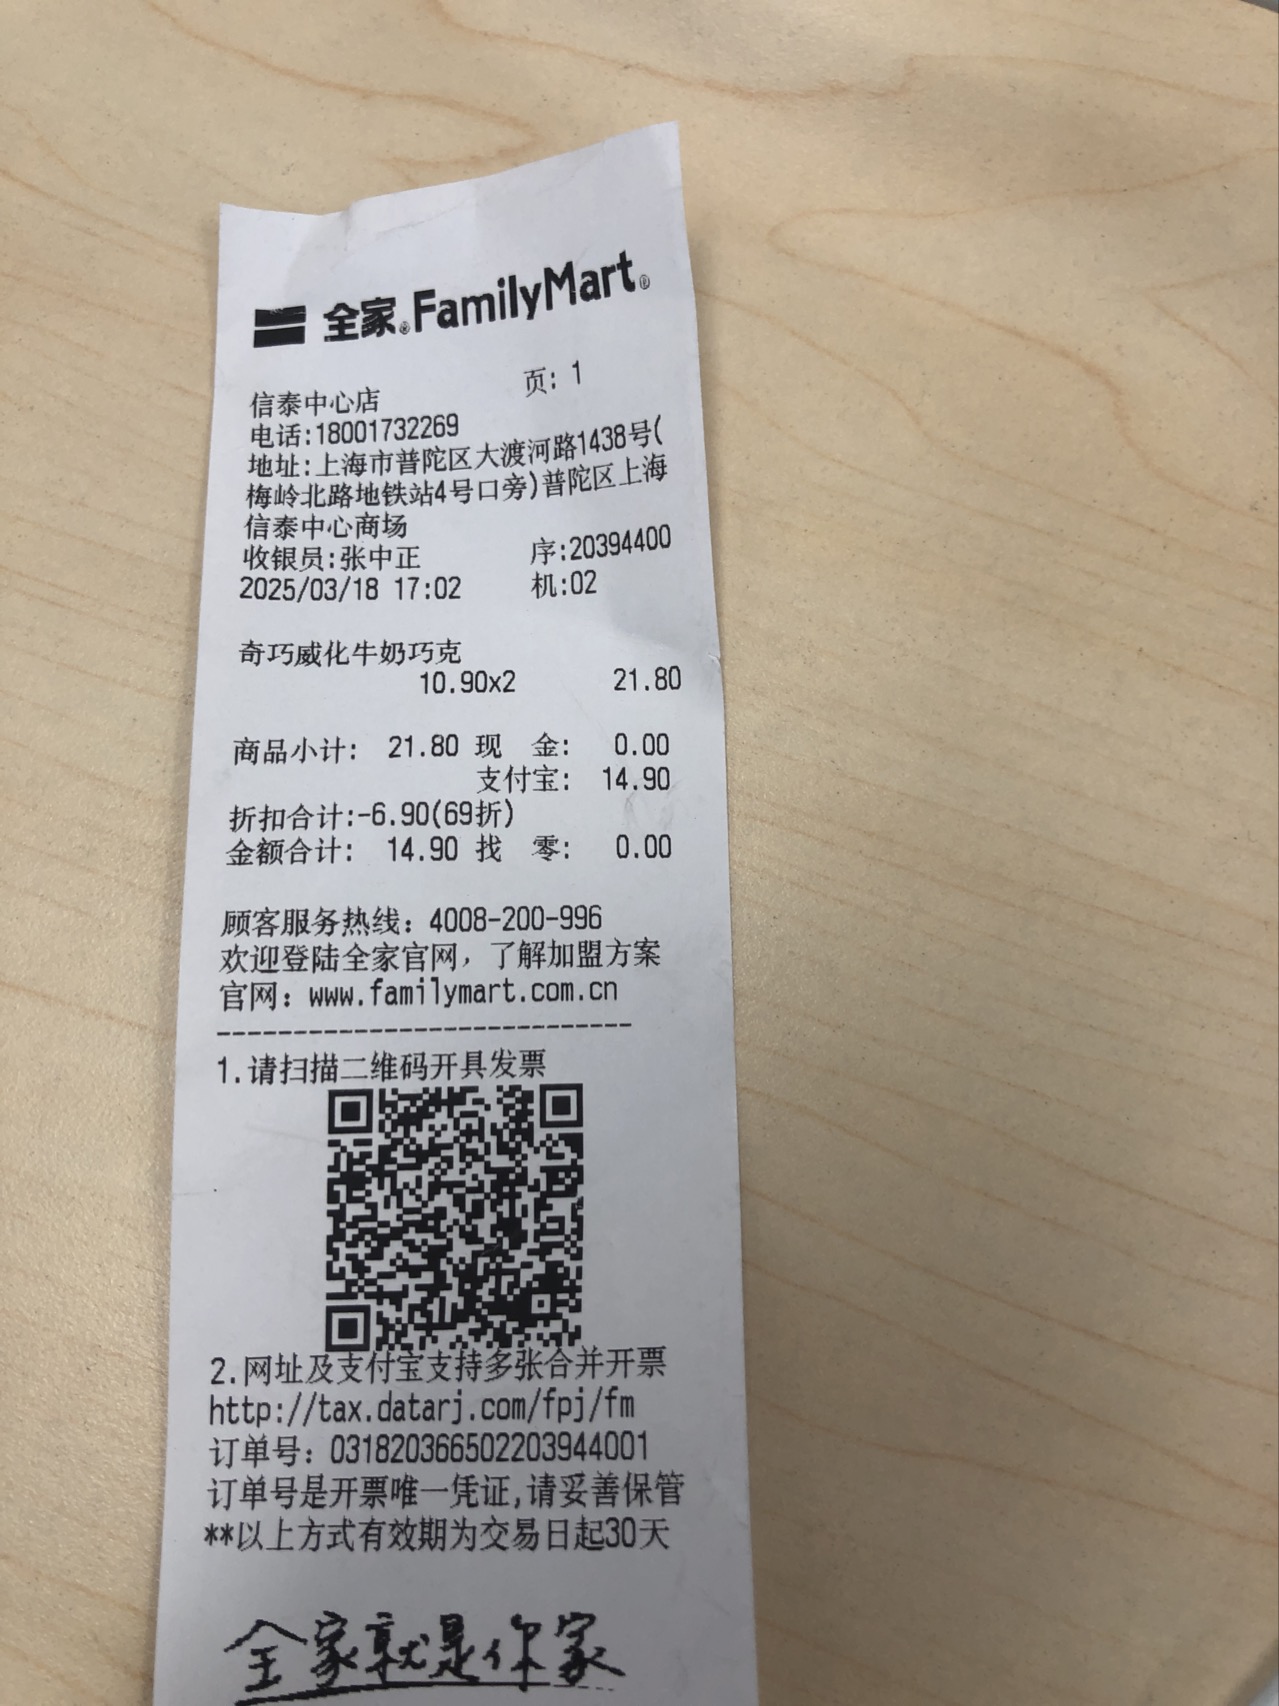 全家®FamilyMart®
页: 1
信泰中心店
电话:18001732269
地址:上海市普陀区大渡河路1438号(
梅岭北路地铁站4号口旁)普陀区上海
信泰中心商场
收银员:张中正 序:20394400
2025/03/18 17:02 机:02
奇巧威化牛奶巧克
10.90x2 21.80
商品小计: 21.80 现 金: 0.00
支付宝: 14.90
折扣合计:-6.90(69折)
金额合计: 14.90 找 零: 0.00
顾客服务热线: 4008-200-996
欢迎登陆全家官网,了解加盟方案
官网: www.familymart.com.cn
----------------------------
1.请扫描二维码开具发票
2.网址及支付宝支持多张合并开票
http://tax.datarj.com/fpj/fm
订单号: 0318203665022039440​01
订单号是开票唯一凭证,请妥善保管
**以上方式有效期为交易日起30天
全家就是你家